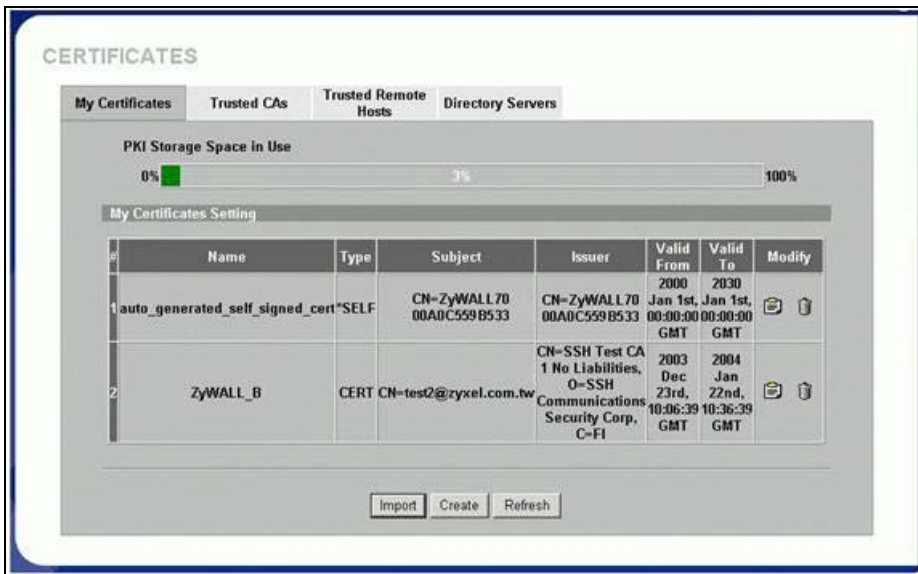 CERTIFICATES
My Certificates
Trusted CAs
Trusted Remote
Hosts
Directory Servers
PKI Storage Space in Use
0%
3%
100%
My Certificates Setting
#
Name
Type
Subject
Issuer
Valid
From
Valid
To
Modify
1
auto_generated_self_signed_cert
*SELF
CN=ZyWALL70
00A0C559B533
CN=ZyWALL70
00A0C559B533
2000
Jan 1st,
00:00:00
GMT
2030
Jan 1st,
00:00:00
GMT
2
ZyWALL_B
CERT
CN=test2@zyxel.com.tw
CN=SSH Test CA
1 No Liabilities,
O=SSH
Communications
Security Corp,
C=FI
2003
Dec
23rd,
10:06:39
GMT
2004
Jan
22nd,
10:36:39
GMT
Import
Create
Refresh